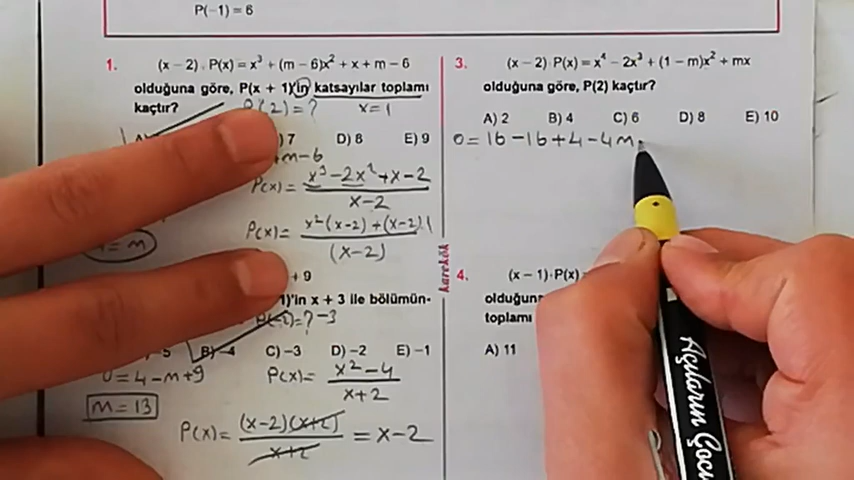 P(−1) = 6
1. (x − 2) . P(x) = x³ + (m − 6)x² + x + m − 6
olduğuna göre, P(x + 1)'in katsayılar toplamı
kaçtır?
P(2) = ? x = 1
7 D) 8 E) 9
+m−6
P(x) = x³ − 2x² + x − 2
x − 2
P(x) = x²(x−2) + (x−2).1
(x−2)
= m
+ 9
1)'in x + 3 ile bölümün-
P(−2) = ? −3
−5 B) −4 C) −3 D) −2 E) −1
0 = 4 − m + 9
P(x) = x² − 4
x + 2
m = 13
P(x) = (x−2)(x+2) = x − 2
x+2
karekök
3. (x − 2) · P(x) = x⁴ − 2x³ + (1 − m)x² + mx
olduğuna göre, P(2) kaçtır?
A) 2 B) 4 C) 6 D) 8 E) 10
0 = 16 − 16 + 4 − 4m
4. (x − 1)·P(x) =
olduğun
toplamı
A) 11
Açıların